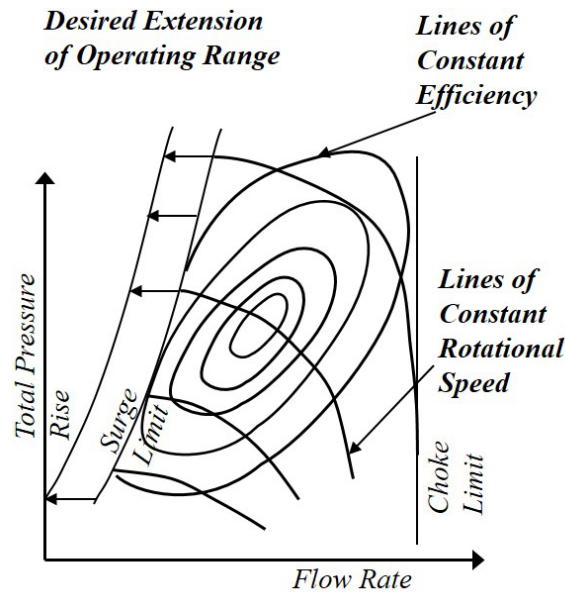 Desired Extension
of Operating Range
Lines of
Constant
Efficiency
Lines of
Constant
Rotational
Speed
Total Pressure
Rise
Surge
Limit
Choke
Limit
Flow Rate